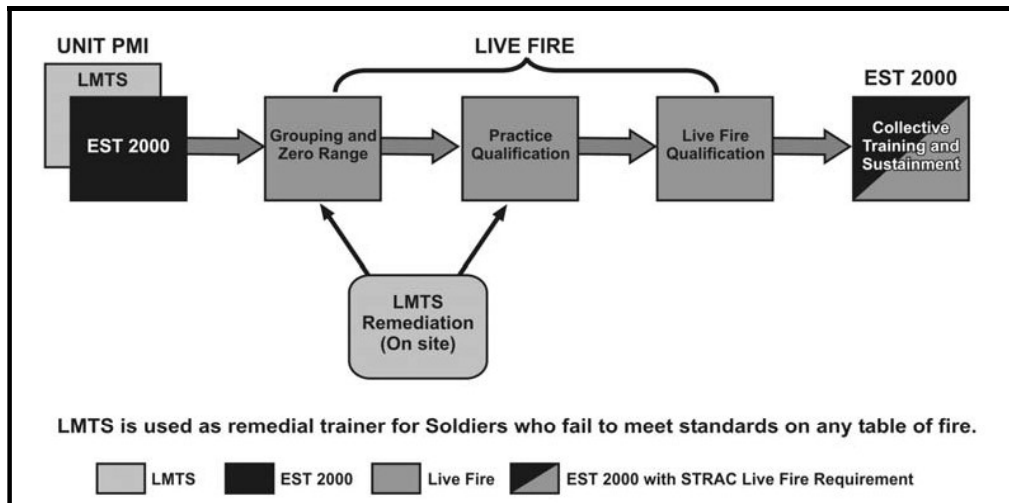 UNIT PMI
LMTS
EST 2000
LIVE FIRE
Grouping and
Zero Range
Practice
Qualification
Live Fire
Qualification
EST 2000
Collective
Training and
Sustainment
LMTS
Remediation
(On site)
LMTS is used as remedial trainer for Soldiers who fail to meet standards on any table of fire.
LMTS
EST 2000
Live Fire
EST 2000 with STRAC Live Fire Requirement